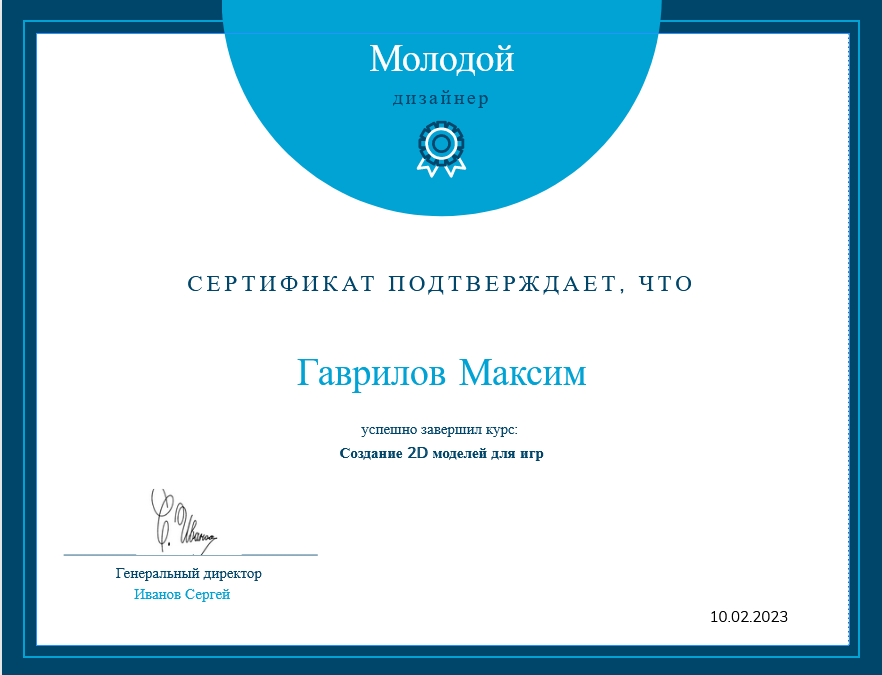 Молодой
дизайнер
СЕРТИФИКАТ ПОДТВЕРЖДАЕТ, ЧТО
Гаврилов Максим
успешно завершил курс:
Создание 2D моделей для игр
С. Иванов
Генеральный директор
Иванов Сергей
10.02.2023